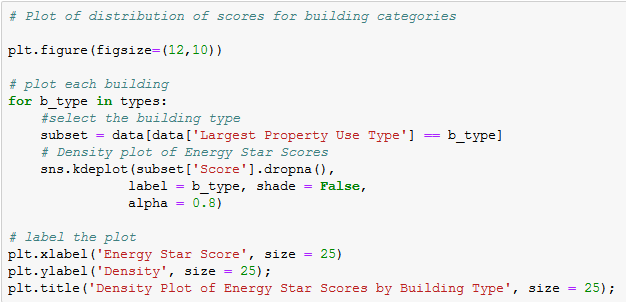 # Plot of distribution of scores for building categories
plt.figure(figsize=(12,10))
# plot each building
for b_type in types:
    #select the building type
    subset = data[data['Largest Property Use Type'] == b_type]
    # Density plot of Energy Star Scores
    sns.kdeplot(subset['Score'].dropna(),
               label = b_type, shade = False,
               alpha = 0.8)
# label the plot
plt.xlabel('Energy Star Score', size = 25)
plt.ylabel('Density', size = 25);
plt.title('Density Plot of Energy Star Scores by Building Type', size = 25);